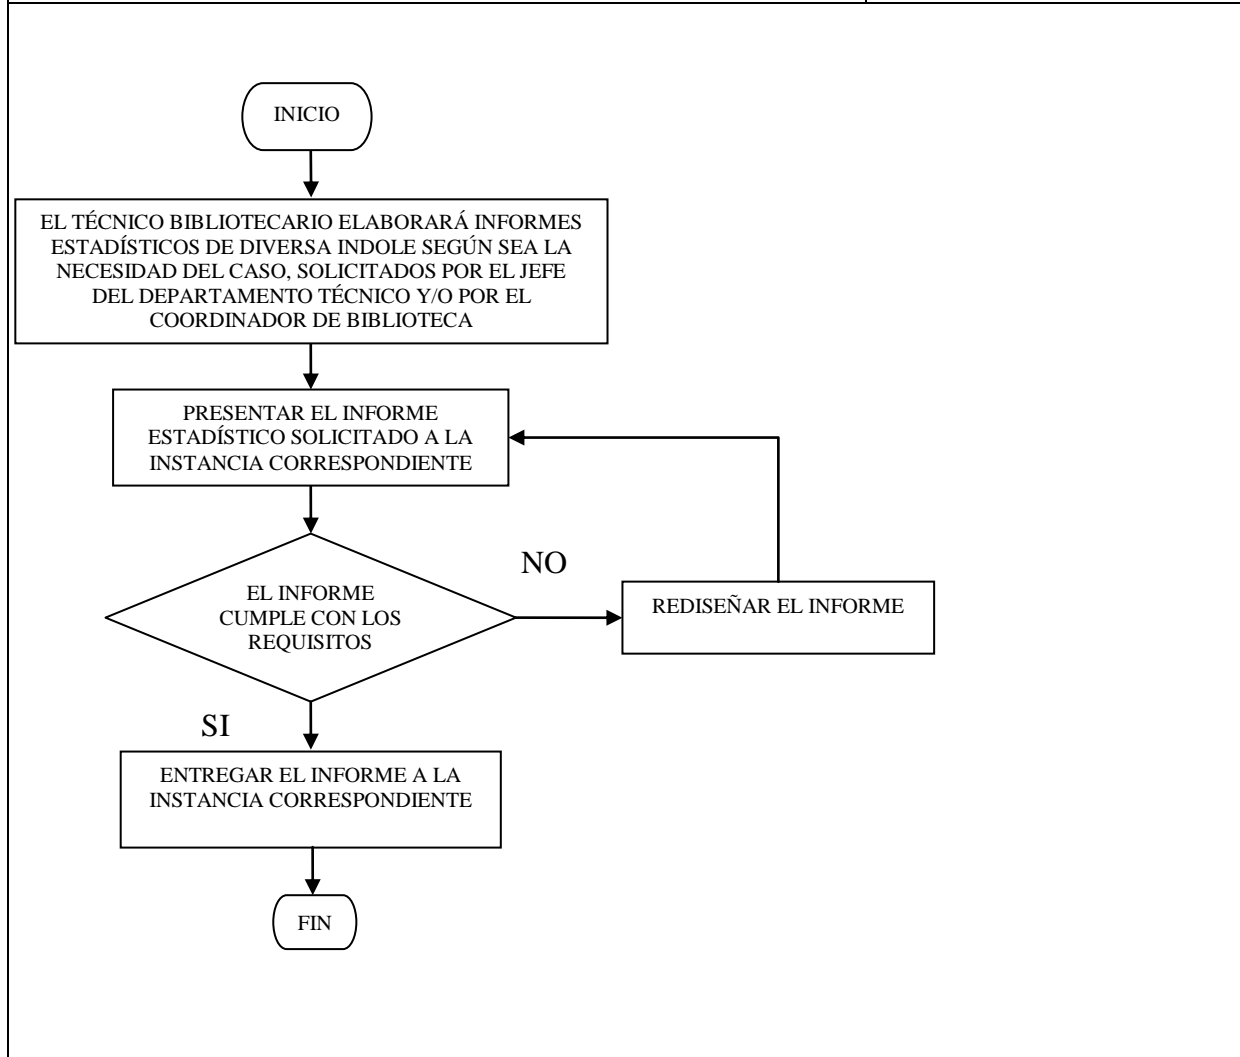 INICIO
EL TÉCNICO BIBLIOTECARIO ELABORARÁ INFORMES
ESTADÍSTICOS DE DIVERSA INDOLE SEGÚN SEA LA
NECESIDAD DEL CASO, SOLICITADOS POR EL JEFE
DEL DEPARTAMENTO TÉCNICO Y/O POR EL
COORDINADOR DE BIBLIOTECA
PRESENTAR EL INFORME
ESTADÍSTICO SOLICITADO A LA
INSTANCIA CORRESPONDIENTE
NO
EL INFORME
CUMPLE CON LOS
REQUISITOS
REDISEÑAR EL INFORME
SI
ENTREGAR EL INFORME A LA
INSTANCIA CORRESPONDIENTE
FIN